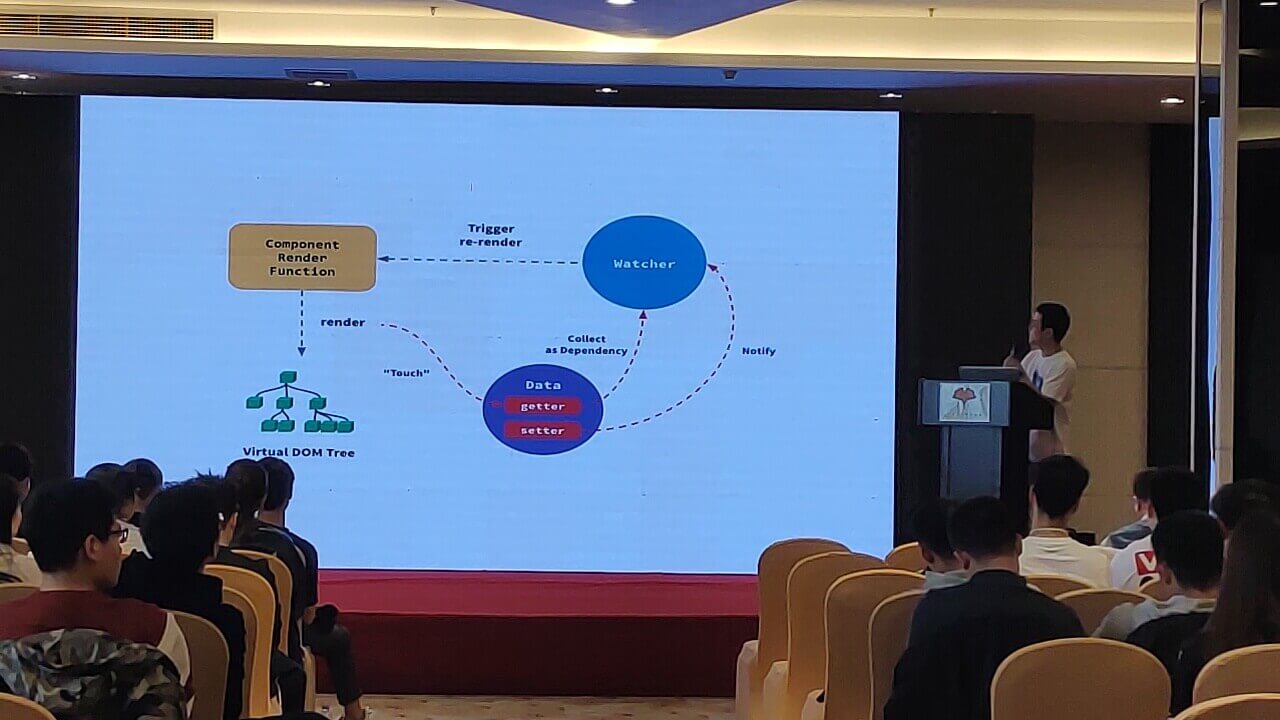 Trigger
re-render
Component
Render
Function
Watcher
render
Collect
as Dependency
Notify
"Touch"
Data
getter
setter
Virtual DOM Tree